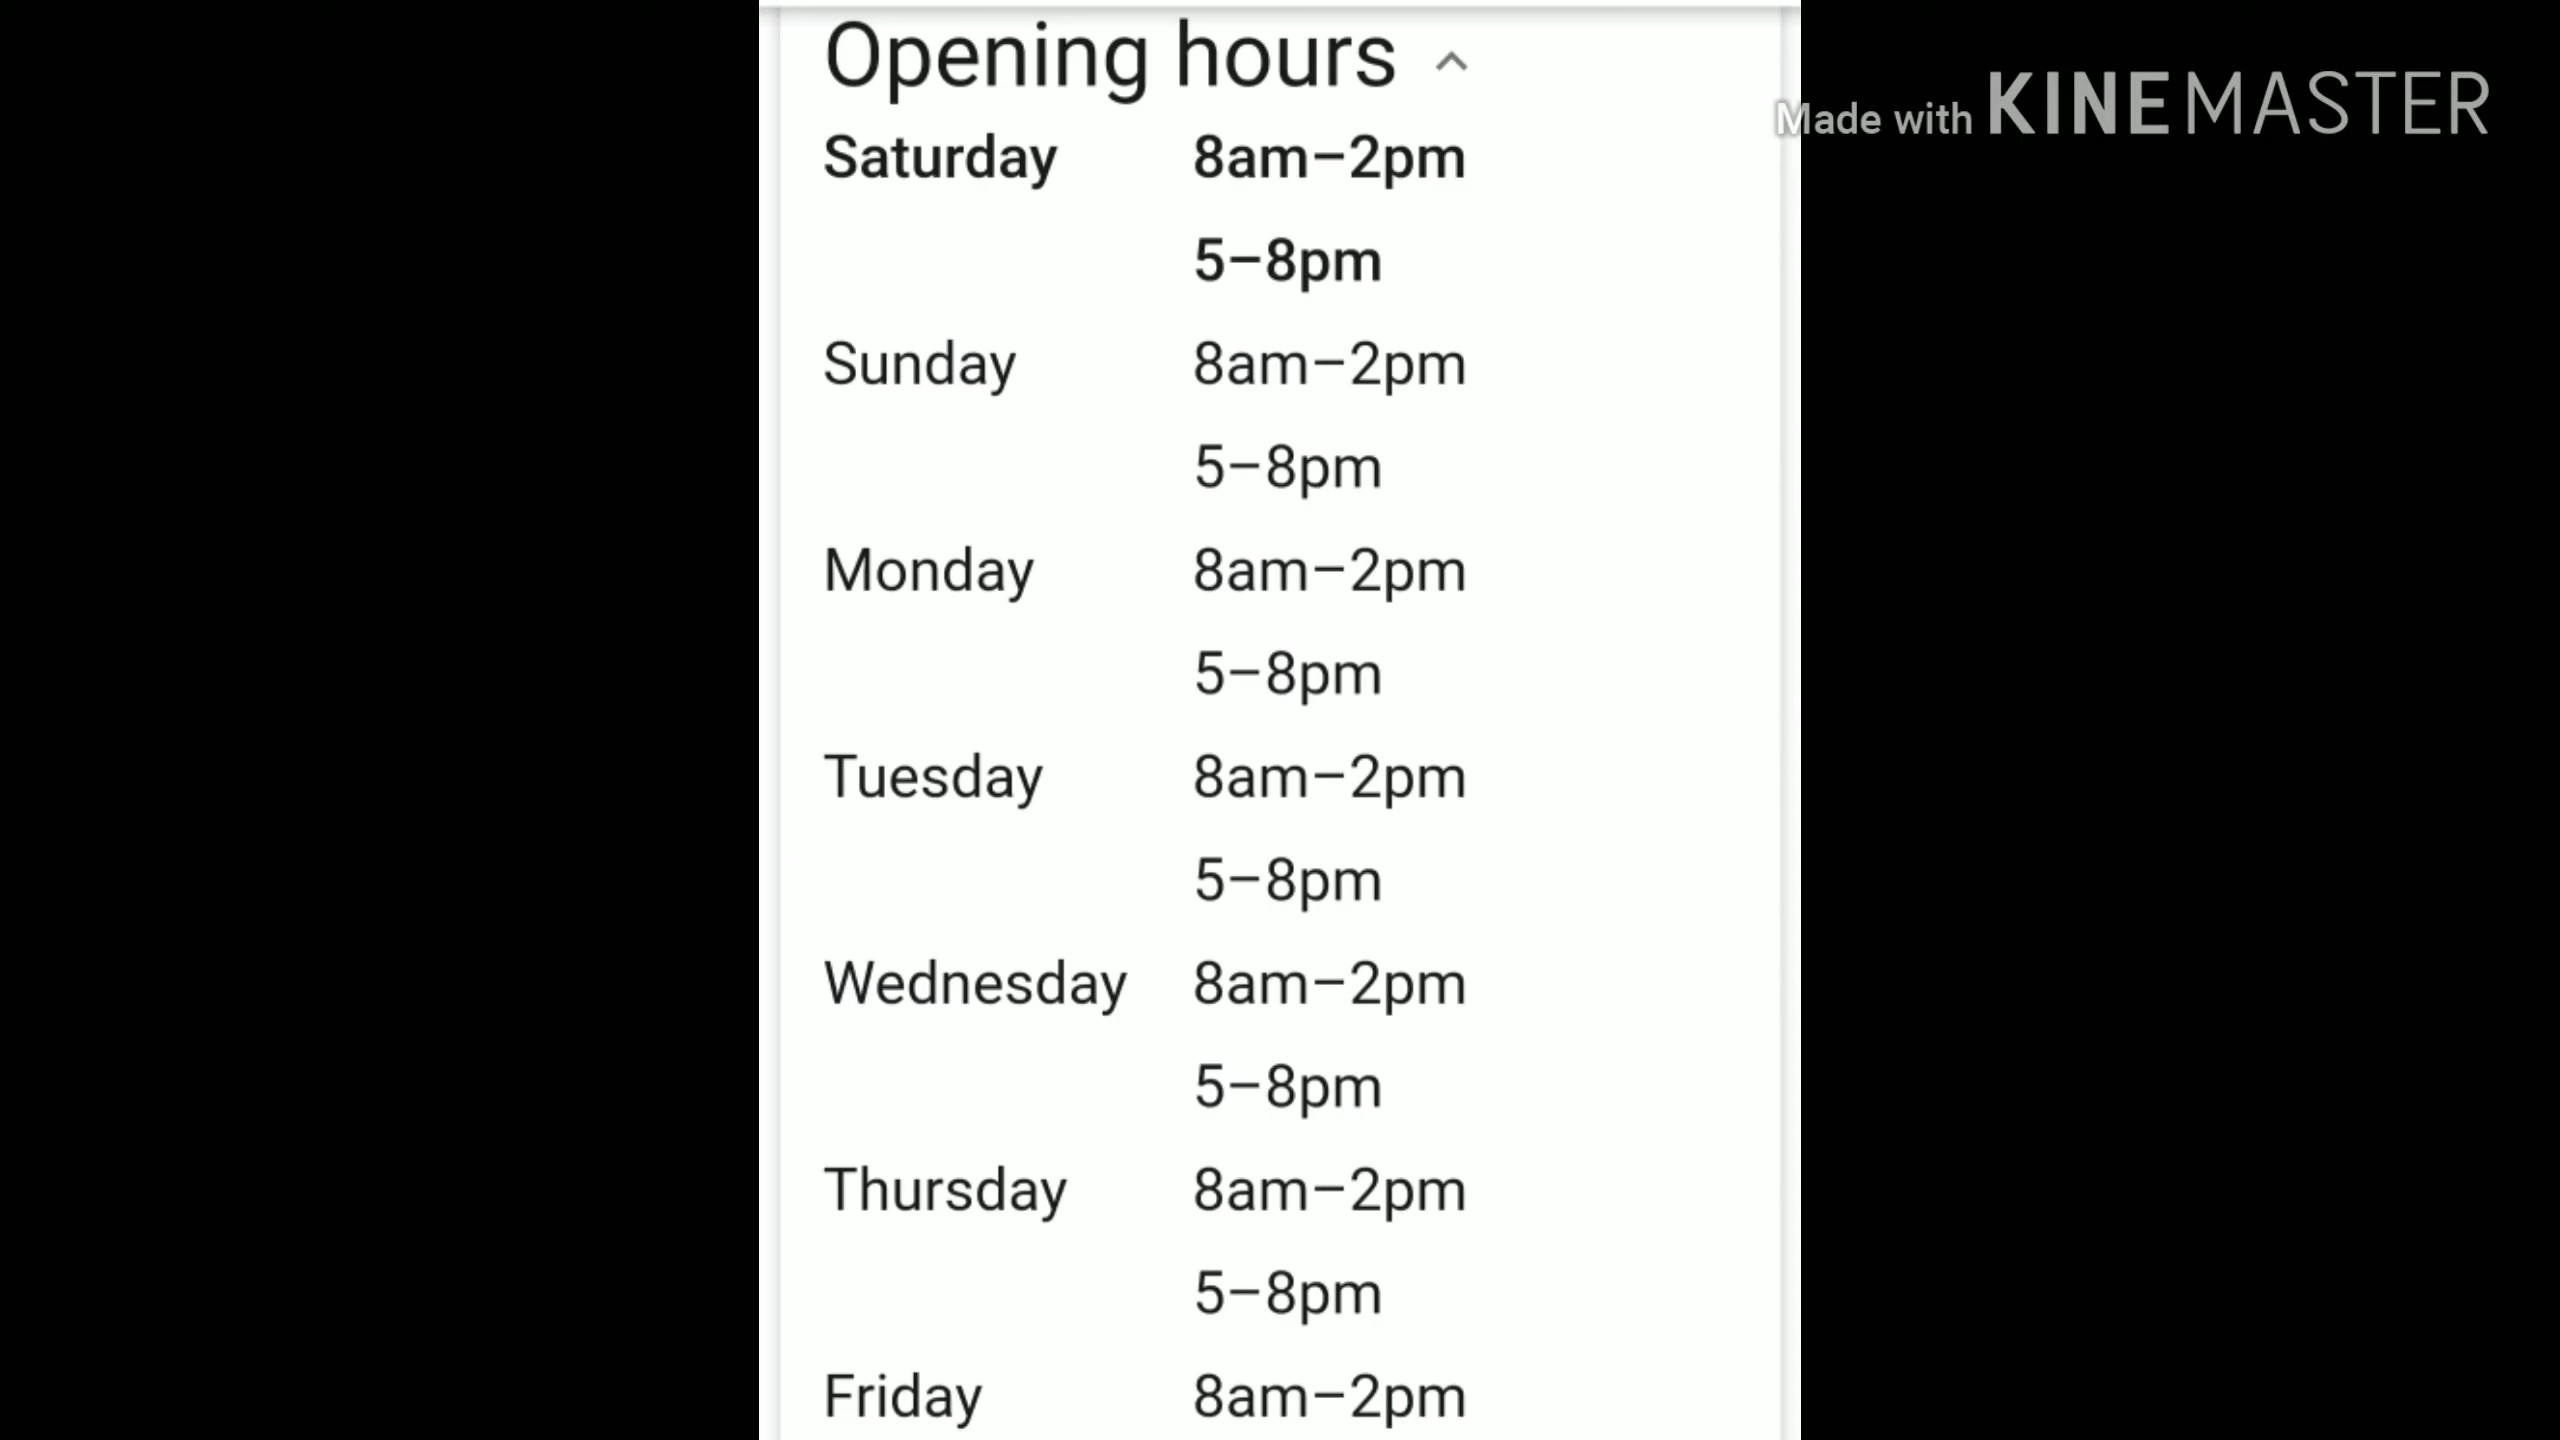 Opening hours
Made with KINEMASTER
Saturday 8am–2pm
5–8pm
Sunday 8am–2pm
5–8pm
Monday 8am–2pm
5–8pm
Tuesday 8am–2pm
5–8pm
Wednesday 8am–2pm
5–8pm
Thursday 8am–2pm
5–8pm
Friday 8am–2pm